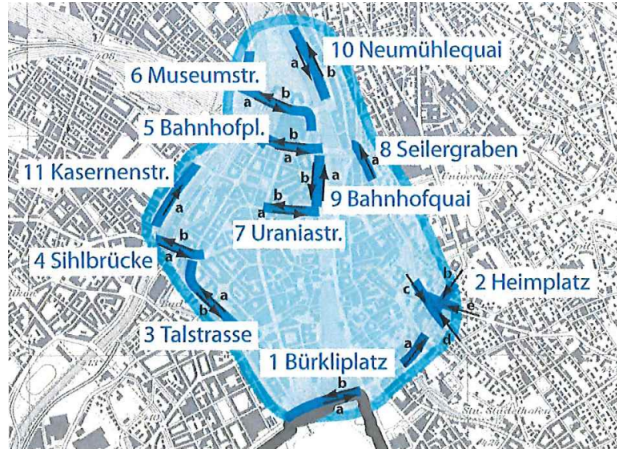 10 Neumühlequai
a
b
6 Museumstr.
b
a
5 Bahnhofpl.
b
a
8 Seilergraben
a
11 Kasernenstr.
a
b
a
9 Bahnhofquai
b
a
7 Uraniastr.
4 Sihlbrücke
b
a
2 Heimplatz
b
c
e
d
3 Talstrasse
a
b
1 Bürkliplatz
a
b
a